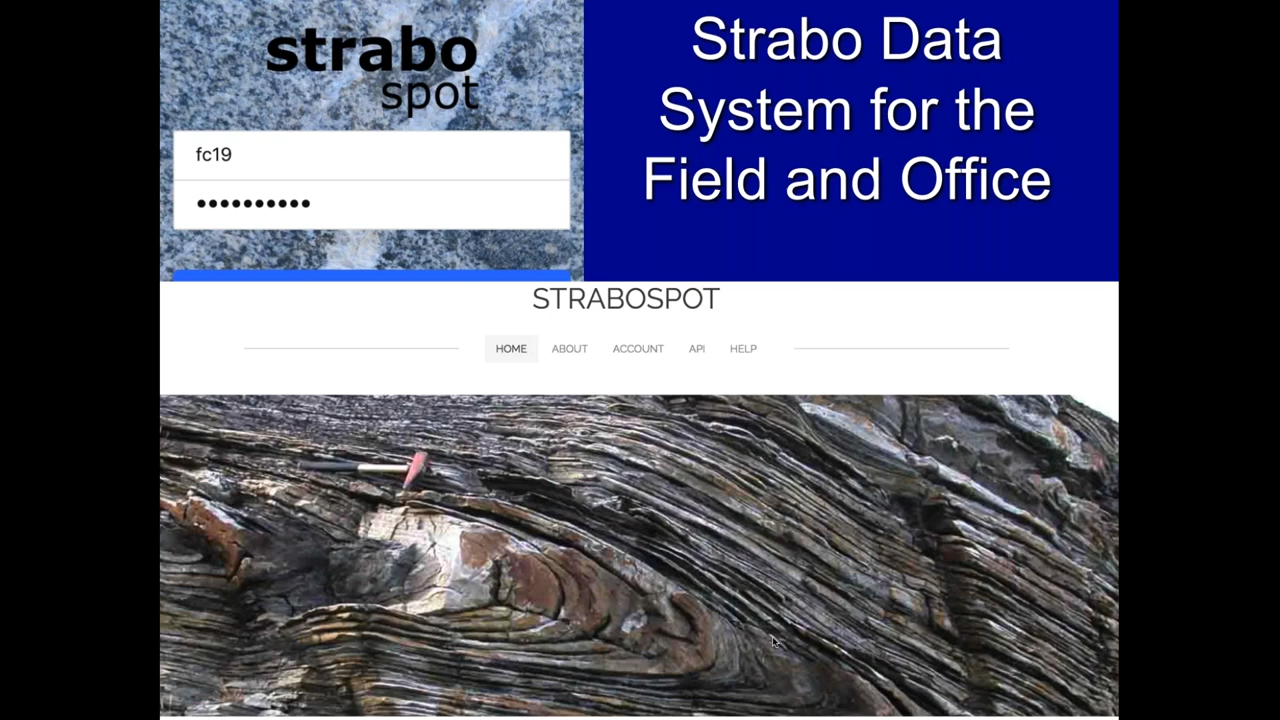 strabo
spot
fc19
••••••••••
Strabo Data
System for the
Field and Office
STRABOSPOT
HOME ABOUT ACCOUNT API HELP